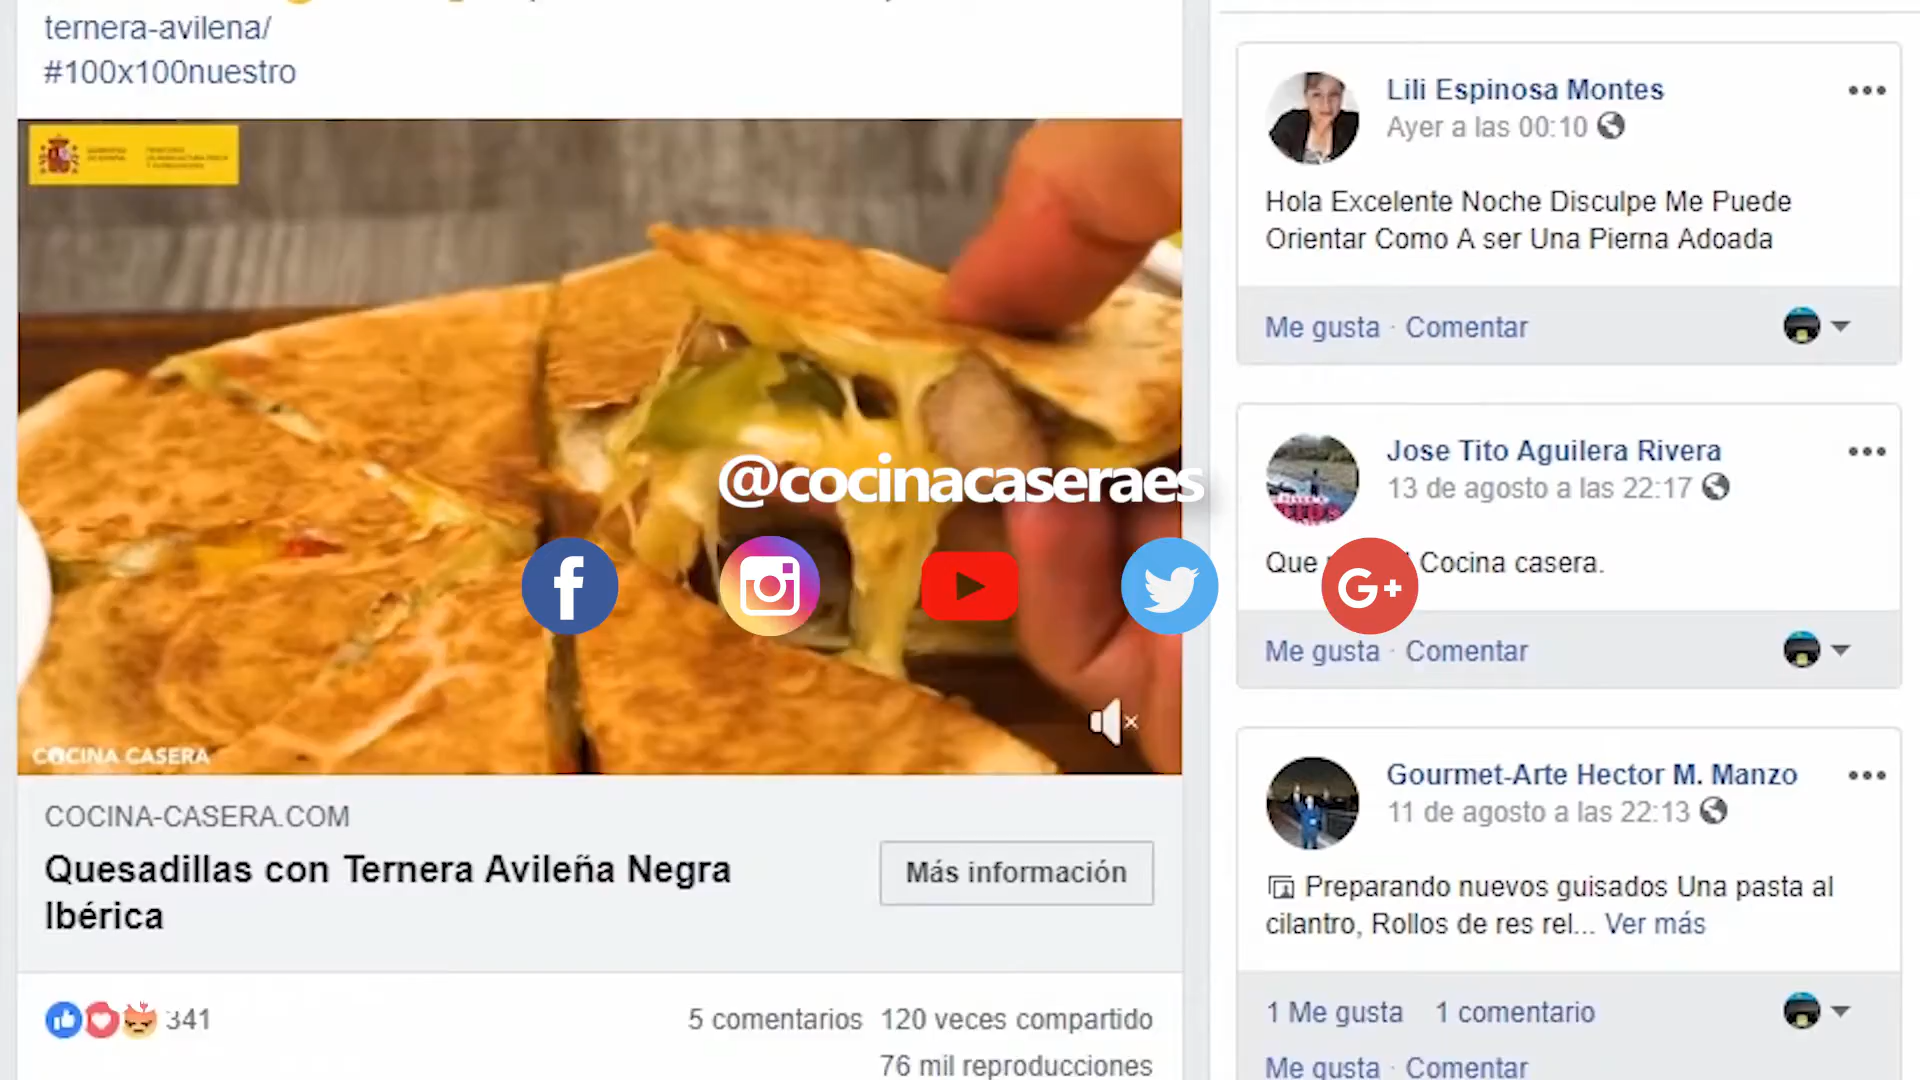 ternera-avilena/
#100x100nuestro
COCINA CASERA
COCINA-CASERA.COM
Quesadillas con Ternera Avileña Negra
Ibérica
Más información
341
5 comentarios 120 veces compartido
76 mil reproducciones
@cocinacaseraes
Lili Espinosa Montes
Ayer a las 00:10
Hola Excelente Noche Disculpe Me Puede
Orientar Como A ser Una Pierna Adoada
Me gusta · Comentar
Jose Tito Aguilera Rivera
13 de agosto a las 22:17
Que Cocina casera.
Me gusta · Comentar
Gourmet-Arte Hector M. Manzo
11 de agosto a las 22:13
Preparando nuevos guisados Una pasta al
cilantro, Rollos de res rel... Ver más
1 Me gusta 1 comentario
Me gusta · Comentar